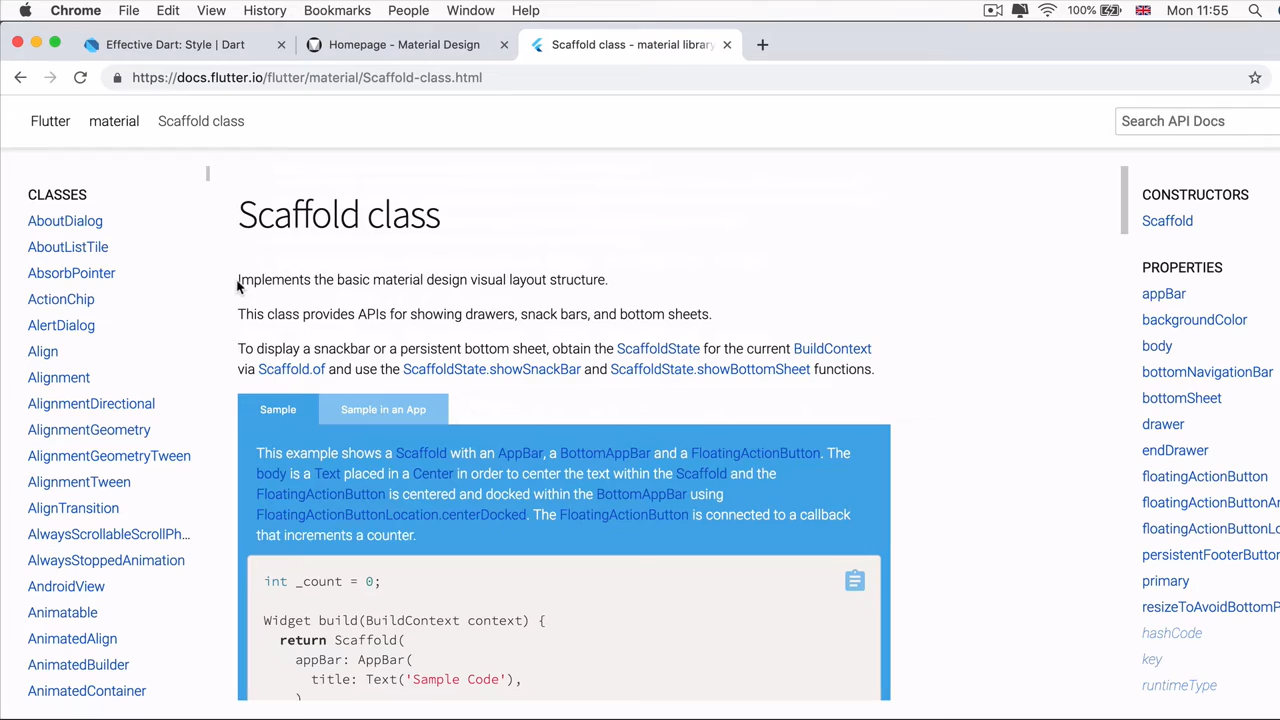 Chrome File Edit View History Bookmarks People Window Help 100% Mon 11:55
Effective Dart: Style | Dart
Homepage - Material Design
Scaffold class - material library
https://docs.flutter.io/flutter/material/Scaffold-class.html
Flutter material Scaffold class
Search API Docs
CLASSES
AboutDialog
AboutListTile
AbsorbPointer
ActionChip
AlertDialog
Align
Alignment
AlignmentDirectional
AlignmentGeometry
AlignmentGeometryTween
AlignmentTween
AlignTransition
AlwaysScrollableScrollPh...
AlwaysStoppedAnimation
AndroidView
Animatable
AnimatedAlign
AnimatedBuilder
AnimatedContainer
Scaffold class
Implements the basic material design visual layout structure.
This class provides APIs for showing drawers, snack bars, and bottom sheets.
To display a snackbar or a persistent bottom sheet, obtain the ScaffoldState for the current BuildContext
via Scaffold.of and use the ScaffoldState.showSnackBar and ScaffoldState.showBottomSheet functions.
Sample Sample in an App
This example shows a Scaffold with an AppBar, a BottomAppBar and a FloatingActionButton. The
body is a Text placed in a Center in order to center the text within the Scaffold and the
FloatingActionButton is centered and docked within the BottomAppBar using
FloatingActionButtonLocation.centerDocked. The FloatingActionButton is connected to a callback
that increments a counter.
int _count = 0;
Widget build(BuildContext context) {
return Scaffold(
appBar: AppBar(
title: Text('Sample Code'),
)
CONSTRUCTORS
Scaffold
PROPERTIES
appBar
backgroundColor
body
bottomNavigationBar
bottomSheet
drawer
endDrawer
floatingActionButton
floatingActionButtonAn
floatingActionButtonLo
persistentFooterButton
primary
resizeToAvoidBottomP
hashCode
key
runtimeType